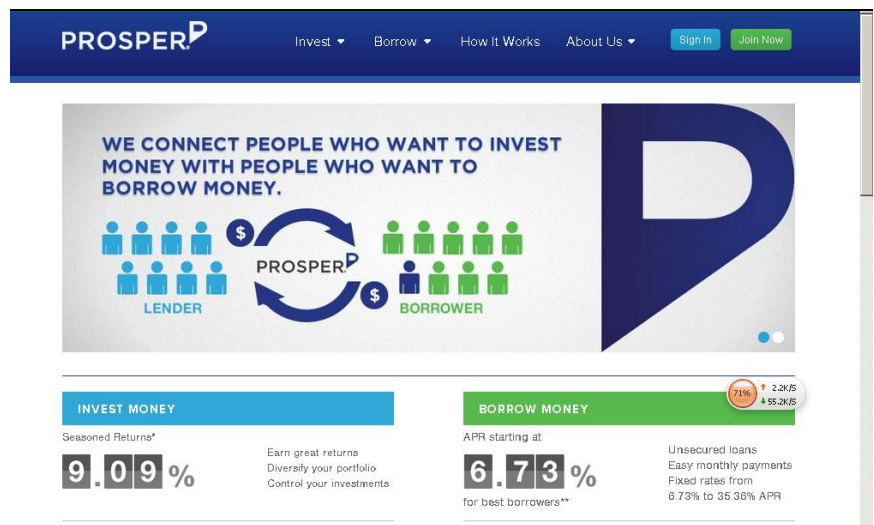 PROSPER
Invest
Borrow
How It Works
About Us
Sign In
Join Now
WE CONNECT PEOPLE WHO WANT TO INVEST
MONEY WITH PEOPLE WHO WANT TO
BORROW MONEY.
$
PROSPER
$
LENDER
BORROWER
P
71%
2.2K/S
55.2K/S
INVEST MONEY
Seasoned Returns*
9.09%
Earn great returns
Diversify your portfolio
Control your investments
BORROW MONEY
APR starting at
6.73%
for best borrowers**
Unsecured loans
Easy monthly payments
Fixed rates from
6.73% to 35.36% APR